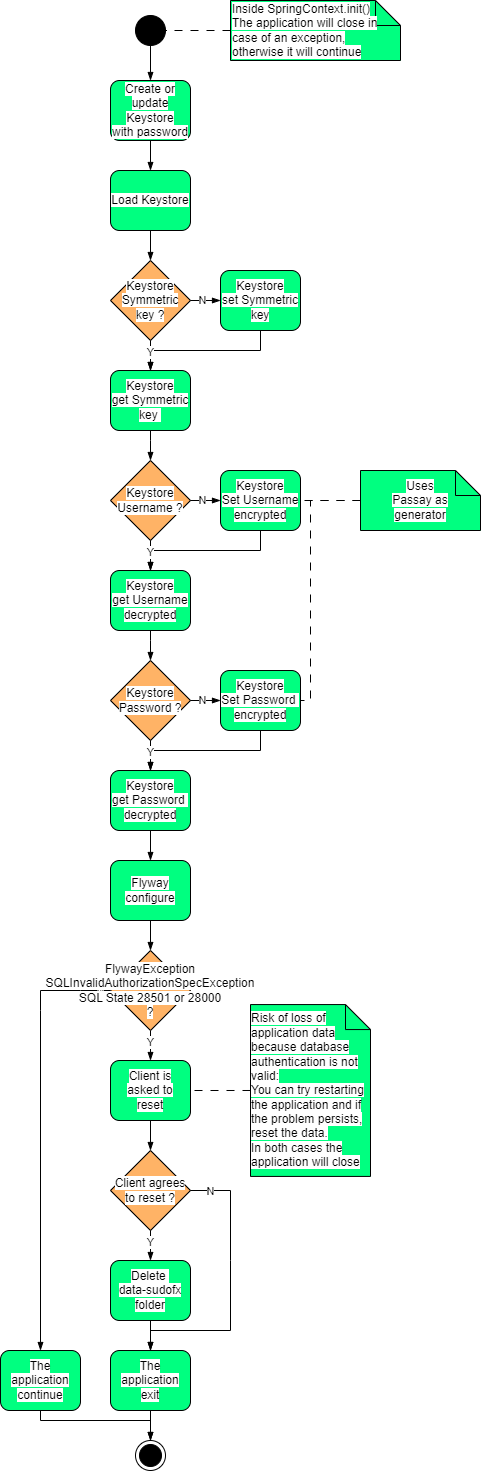 Inside SpringContext.init()
The application will close in
case of an exception,
otherwise it will continue
Create or
update
Keystore
with password
Load Keystore
Keystore
Symmetric
key ?
N
Keystore
set Symmetric
key
Y
Keystore
get Symmetric
key
Keystore
Username ?
N
Keystore
Set Username
encrypted
Uses
Passay as
generator
Y
Keystore
get Username
decrypted
Keystore
Password ?
N
Keystore
Set Password
encrypted
Y
Keystore
get Password
decrypted
Flyway
configure
FlywayException
SQLInvalidAuthorizationSpecException
SQL State 28501 or 28000
?
Y
Client is
asked to
reset
Risk of loss of
application data
because database
authentication is not
valid:
You can try restarting
the application and if
the problem persists,
reset the data.
In both cases the
application will close
Client agrees
to reset ?
N
Y
Delete
data-sudofx
folder
The
application
continue
The
application
exit